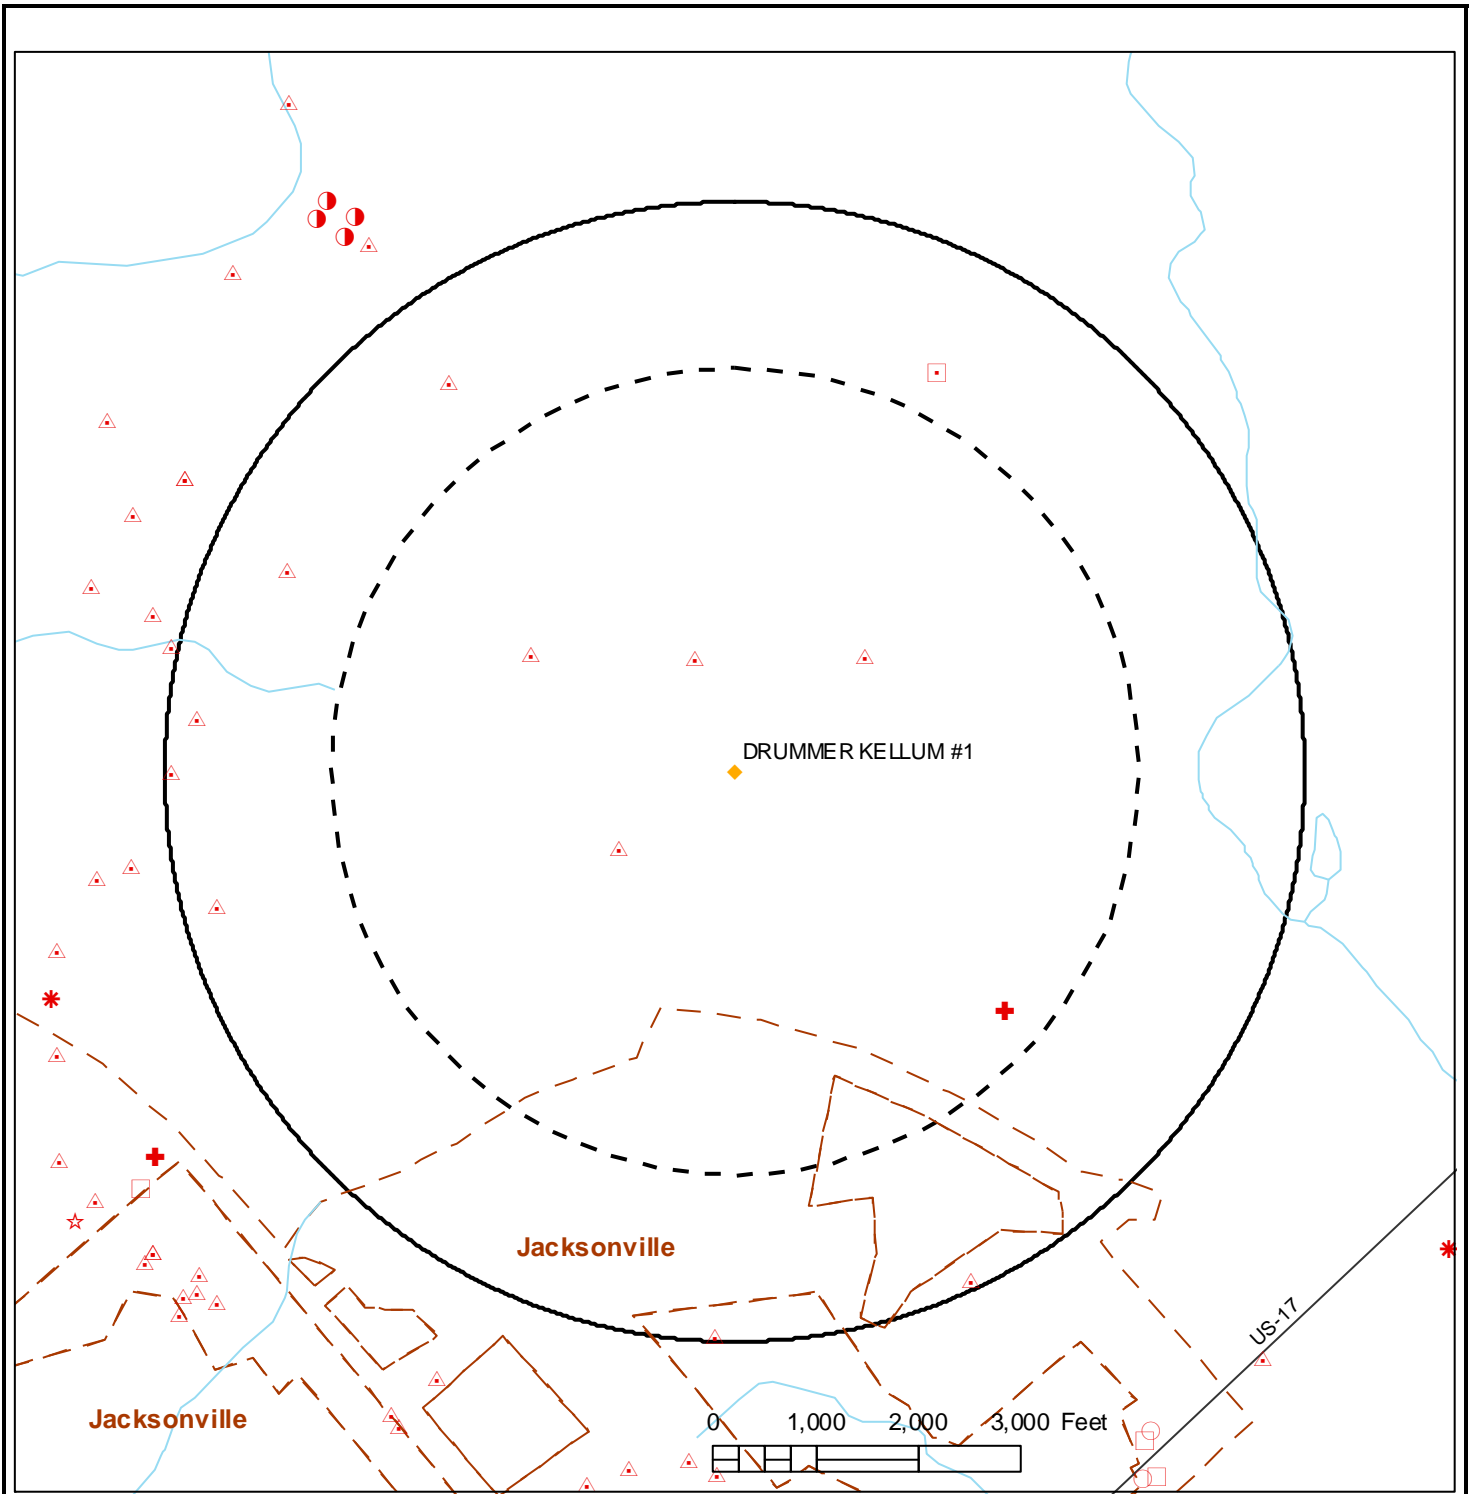 DRUMMER KELLUM #1
Jacksonville
US-17
Jacksonville
0 1,000 2,000 3,000 Feet